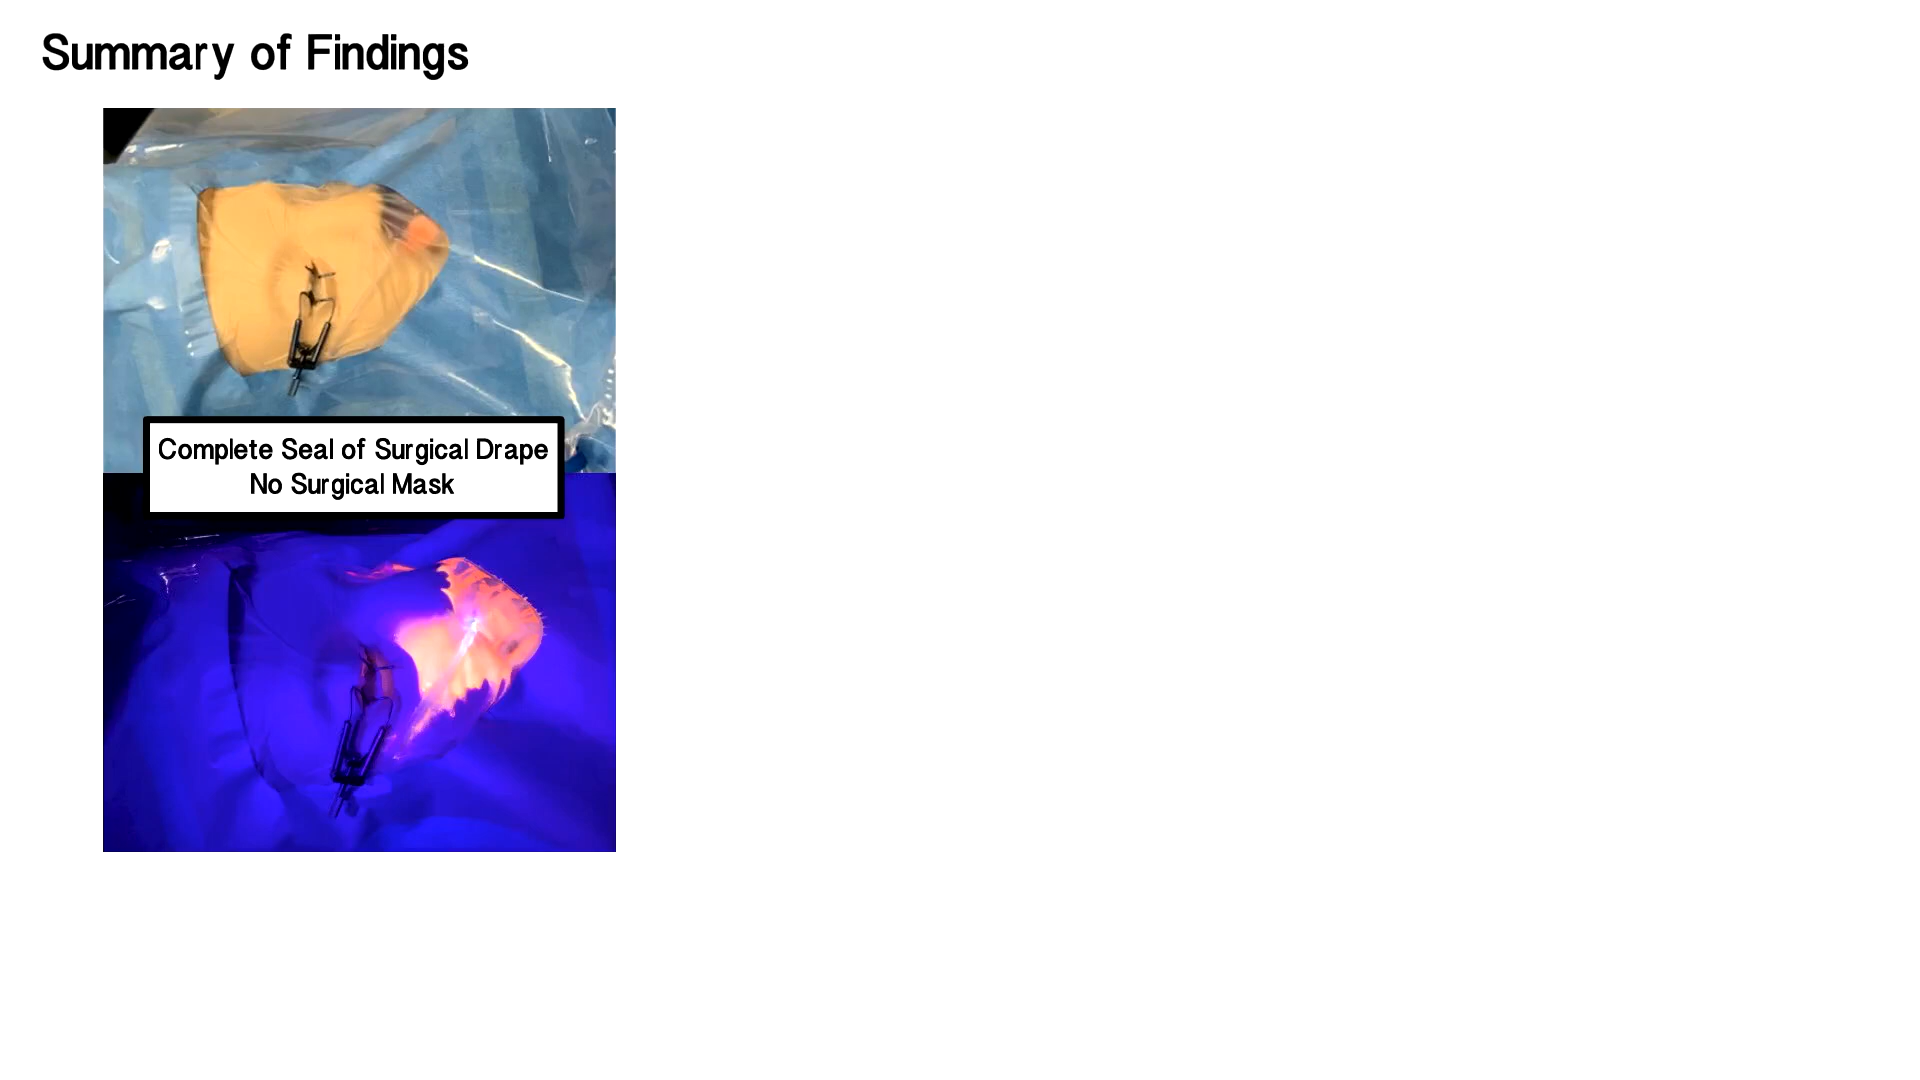 Summary of Findings
Complete Seal of Surgical Drape
No Surgical Mask